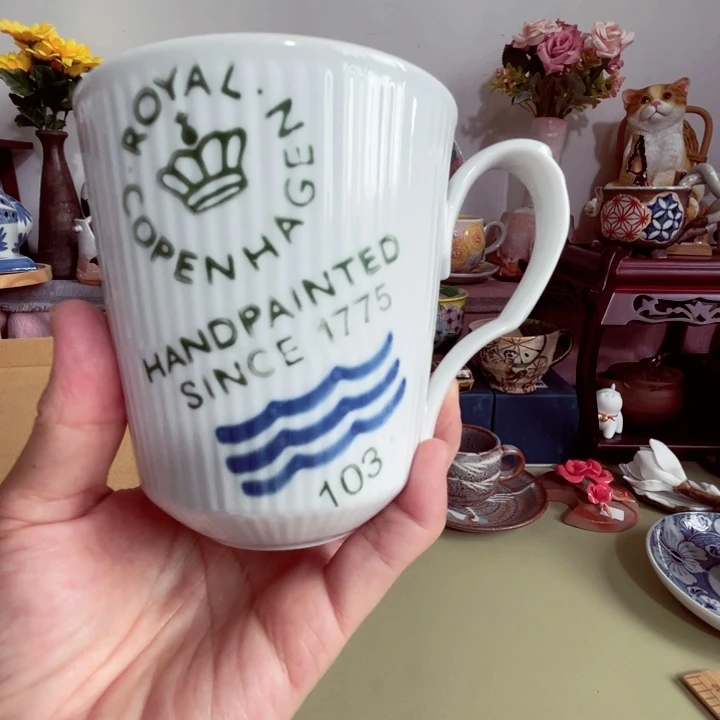 ROYAL.
COPENHAGEN
HANDPAINTED
SINCE 1775
103